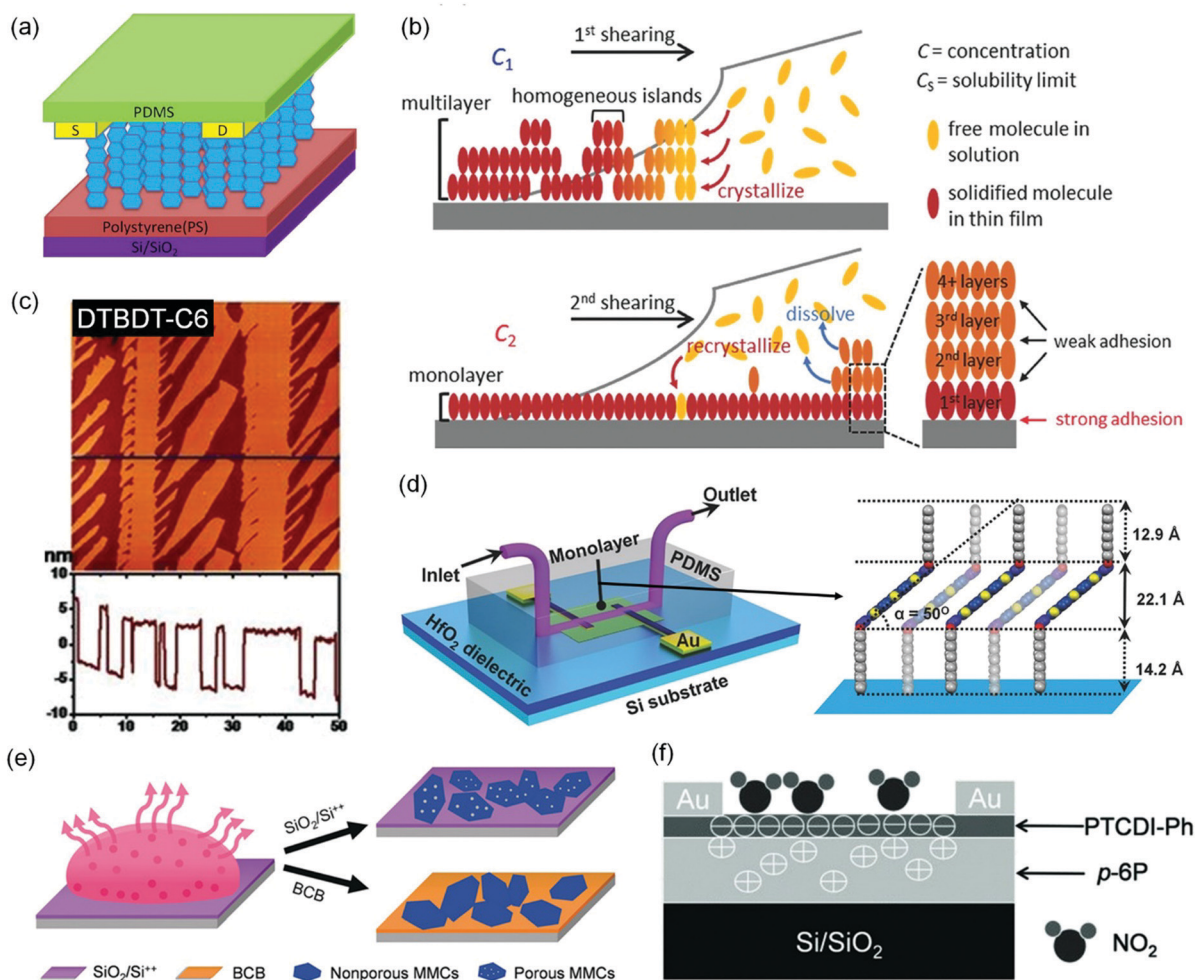 (a)
PDMS
S
D
Polystyrene(PS)
Si/SiO₂
(b)
C₁
1ˢᵗ shearing
multilayer
homogeneous islands
crystallize
C = concentration
Cₛ = solubility limit
free molecule in
solution
solidified molecule
in thin film
C₂
2ⁿᵈ shearing
monolayer
recrystallize
dissolve
4+ layers
3ʳᵈ layer
2ⁿᵈ layer
1ˢᵗ layer
weak adhesion
strong adhesion
(c)
DTBDT-C6
nm
10
5
0
-5
-10
0
10
20
30
40
50
(d)
Outlet
Monolayer
Inlet
PDMS
HfO₂ dielectric
Au
Si substrate
α = 50°
12.9 Å
22.1 Å
14.2 Å
(e)
SiO₂/Si⁺⁺
BCB
SiO₂/Si⁺⁺
BCB
Nonporous MMCs
Porous MMCs
(f)
Au
Au
PTCDI-Ph
p-6P
Si/SiO₂
NO₂